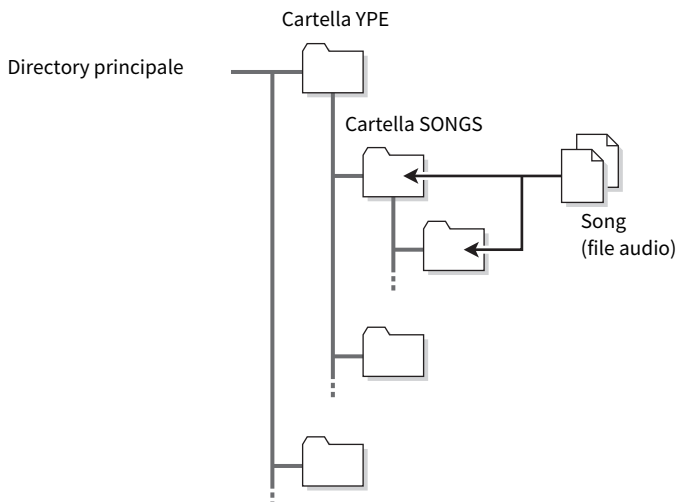 Cartella YPE
Directory principale
Cartella SONGS
Song
(file audio)